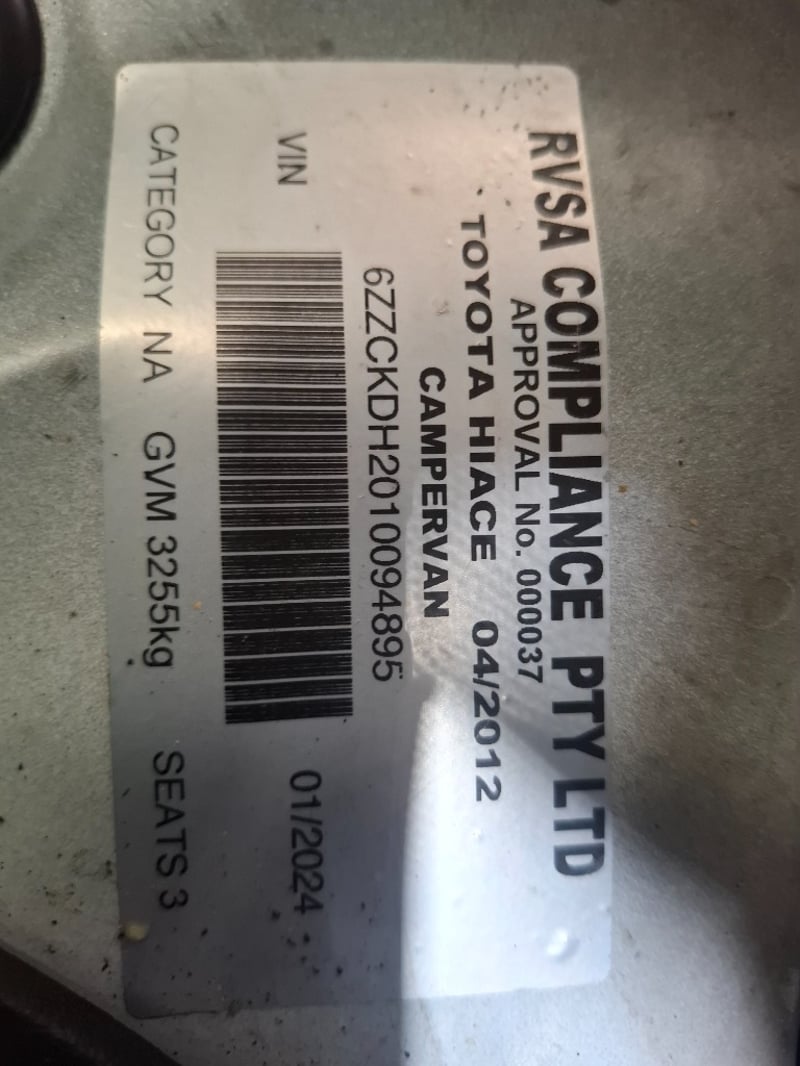 RVSA COMPLIANCE PTY LTD
APPROVAL No. 000037
TOYOTA HIACE 04/2012
CAMPERVAN
6ZZCKDH2010094895
VIN 01/2024
CATEGORY NA GVM 3255kg SEATS 3